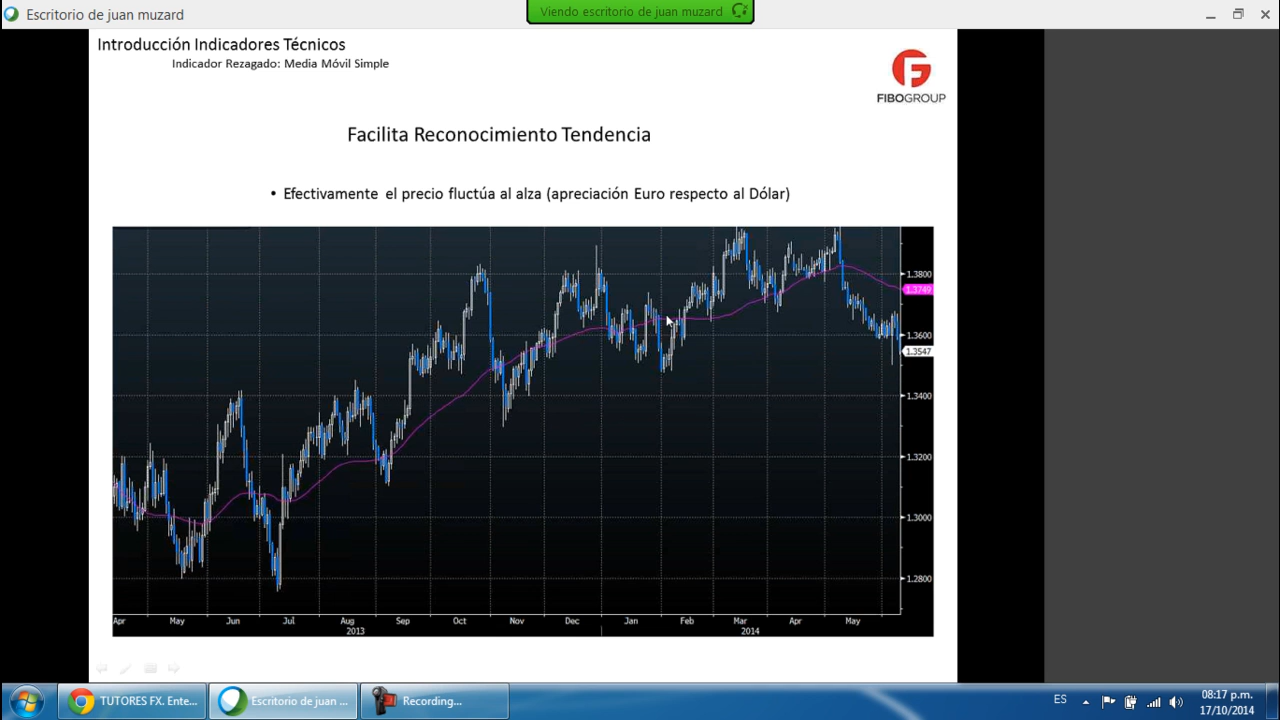 Escritorio de juan muzard
Viendo escritorio de juan muzard
Introducción Indicadores Técnicos
Indicador Rezagado: Media Móvil Simple
FIBOGROUP
Facilita Reconocimiento Tendencia
• Efectivamente el precio fluctúa al alza (apreciación Euro respecto al Dólar)
1.3800
1.3749
1.3600
1.3547
1.3400
1.3200
1.3000
1.2800
Apr May Jun Jul Aug Sep Oct Nov Dec Jan Feb Mar Apr May
2013 2014
TUTORES FX. Ente... Escritorio de juan ... Recording... ES 08:17 p.m.
17/10/2014